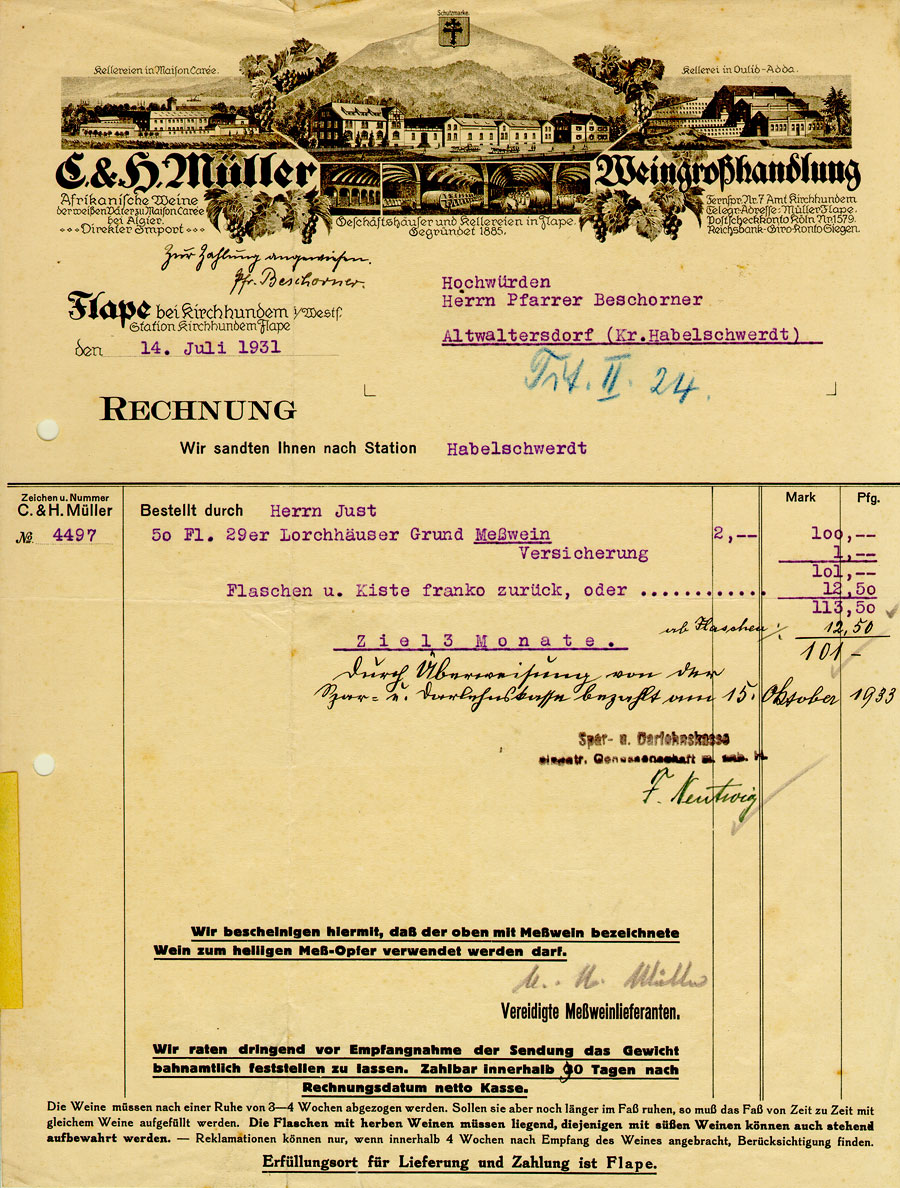 Schutzmarke.
Kellereien in Maison Carée.
Kellerei in Oulid-Adda.
C. & H. Müller
Weingroßhandlung
Afrikanische Weine
der weißen Väter zu Maison Carée
bei Algier.
Direkter Import
Geschäftshäuser und Kellereien in Flape
Gegründet 1885.
Fernspr. Nr. 7 Amt Kirchhundem
Telegr.-Adresse: Müller Flape.
Postscheckkonto Köln Nr. 1579.
Reichsbank-Giro-Konto Siegen.
Zur Zahlung angewiesen.
Pfr. Beschorner.
Flape bei Kirchhundem i/Westf.
Station Kirchhundem Flape
den 14. Juli 1931
Hochwürden
Herrn Pfarrer Beschorner
Altwaltersdorf (Kr.Habelschwerdt)
Tit. II. 24.
RECHNUNG
Wir sandten Ihnen nach Station Habelschwerdt
Zeichen u. Nummer
C. & H. Müller
№. 4497
Mark Pfg.
Bestellt durch Herrn Just
50 Fl. 29er Lorchhäuser Grund Meßwein 2,-- 100,--
Versicherung 1,--
101,--
Flaschen u. Kiste franko zurück, oder ............ 12,50
113,50
ab Flaschen ./. 12,50
Ziel 3 Monate. 101 –
Durch Überweisung von der
Spar- u. Darlehnskasse bezahlt am 15. Oktober 1933
Spar- u. Darlehnskasse
eingetr. Genossenschaft m. unb. H.
F. Neutwig
Wir bescheinigen hiermit, daß der oben mit Meßwein bezeichnete
Wein zum heiligen Meß-Opfer verwendet werden darf.
Müller
Vereidigte Meßweinlieferanten.
Wir raten dringend vor Empfangnahme der Sendung das Gewicht
bahnamtlich feststellen zu lassen. Zahlbar innerhalb 90 Tagen nach
Rechnungsdatum netto Kasse.
Die Weine müssen nach einer Ruhe von 3—4 Wochen abgezogen werden. Sollen sie aber noch länger im Faß ruhen, so muß das Faß von Zeit zu Zeit mit
gleichem Weine aufgefüllt werden. Die Flaschen mit herben Weinen müssen liegend, diejenigen mit süßen Weinen können auch stehend
aufbewahrt werden. — Reklamationen können nur, wenn innerhalb 4 Wochen nach Empfang des Weines angebracht, Berücksichtigung finden.
Erfüllungsort für Lieferung und Zahlung ist Flape.